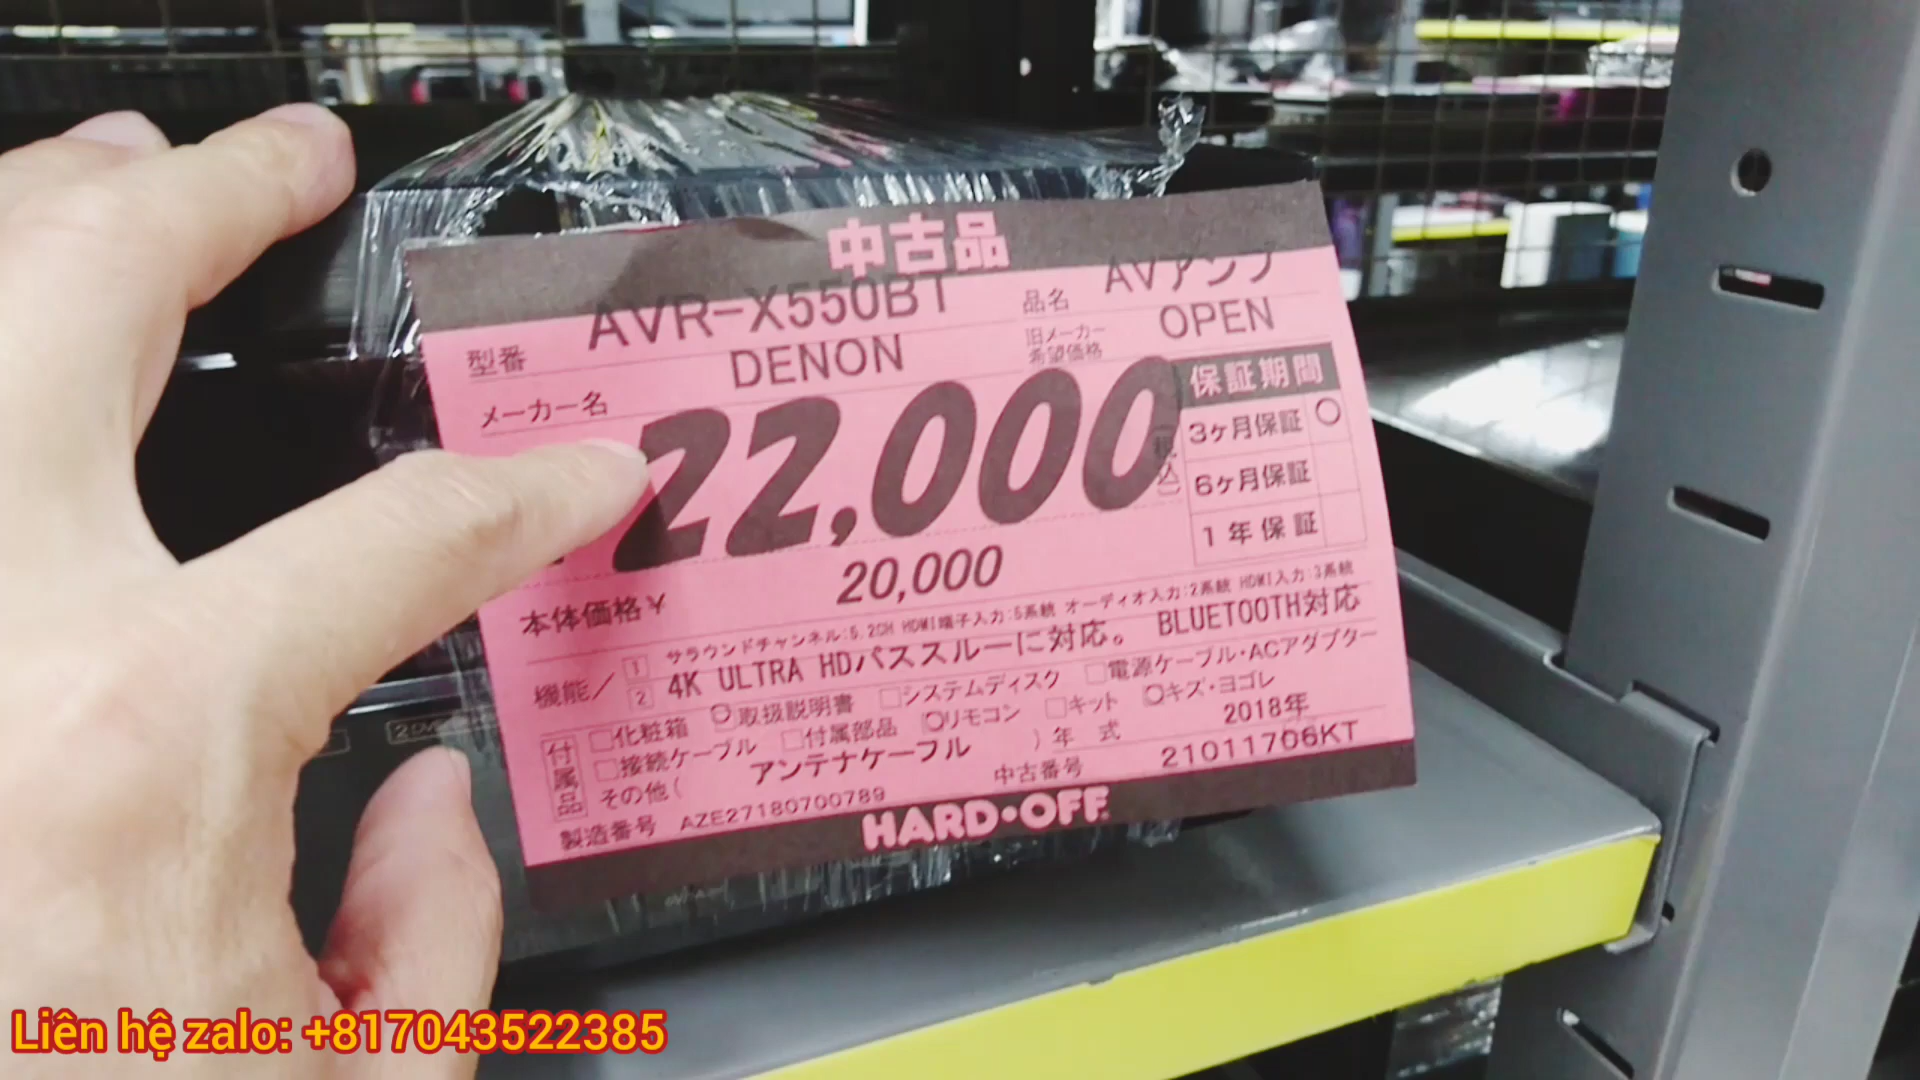 中古品
型番 AVR-X550BT 品名 AVアンプ
メーカー名 DENON 旧メーカー希望価格 OPEN
22,000 (税込)
保証期間
3ヶ月保証 ○
6ヶ月保証
1年保証
本体価格¥ 20,000
機能/ 1 サラウンドチャンネル:5.2CH HDMI端子入力:5系統 オーディオ入力:2系統 HDMI入力:3系統
2 4K ULTRA HDパススルーに対応。 BLUETOOTH対応
付属品 □化粧箱 ○取扱説明書 □システムディスク □電源ケーブル・ACアダプター
□接続ケーブル □付属部品 ○リモコン □キット ○キズ・ヨゴレ
その他( アンテナケーブル ) 年式 2018年
製造番号 AZE27180700789 中古番号 21011706KT
HARD・OFF
Liên hệ zalo: +817043522385